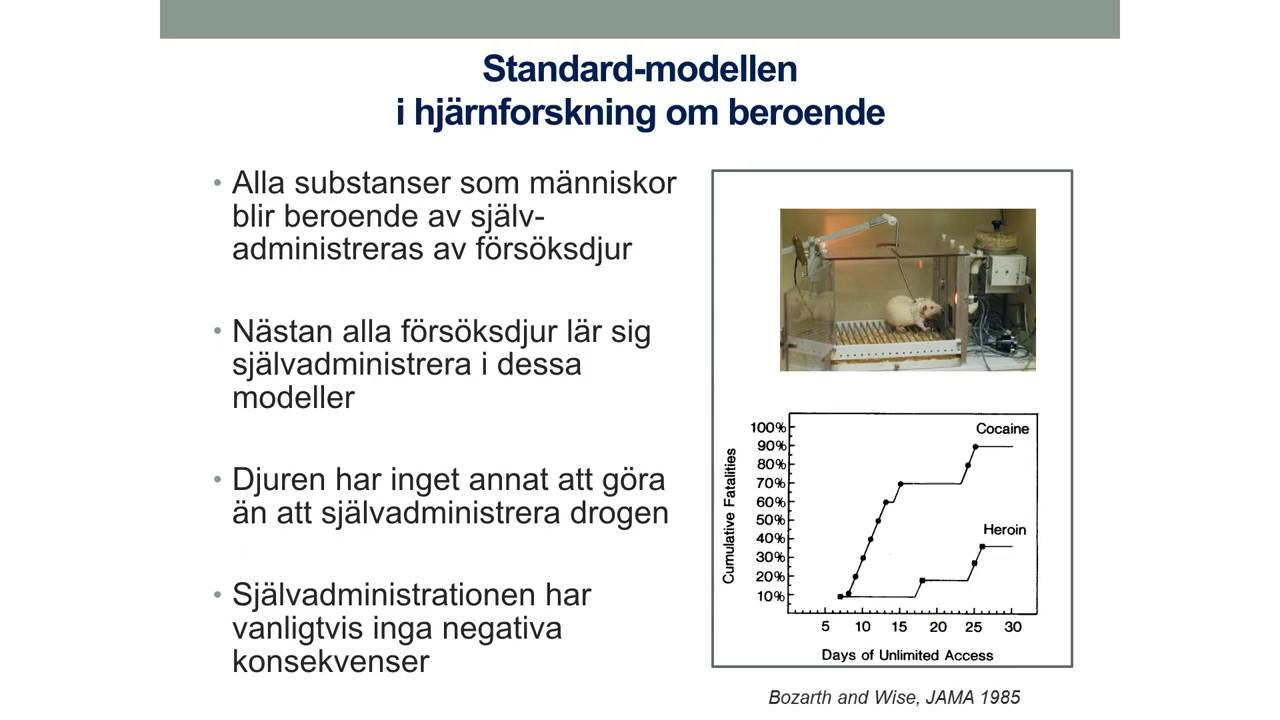 Standard-modellen
i hjärnforskning om beroende
• Alla substanser som människor
blir beroende av själv-
administreras av försöksdjur
• Nästan alla försöksdjur lär sig
självadministrera i dessa
modeller
• Djuren har inget annat att göra
än att självadministrera drogen
• Självadministrationen har
vanligtvis inga negativa
konsekvenser
Cumulative Fatalities
100%
90%
80%
70%
60%
50%
40%
30%
20%
10%
Cocaine
Heroin
5 10 15 20 25 30
Days of Unlimited Access
Bozarth and Wise, JAMA 1985